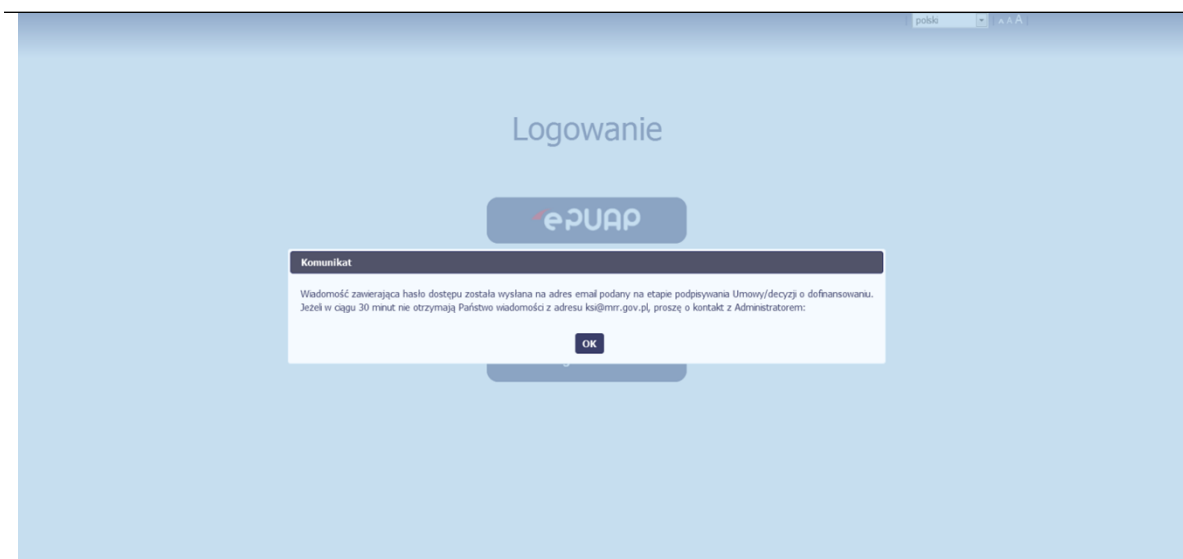 polski
A A A
Logowanie
ePUAP
Komunikat
Wiadomość zawierająca hasło dostępu została wysłana na adres email podany na etapie podpisywania Umowy/decyzji o dofinansowaniu.
Jeżeli w ciągu 30 minut nie otrzymają Państwo wiadomości z adresu ksi@mrr.gov.pl, proszę o kontakt z Administratorem:
OK